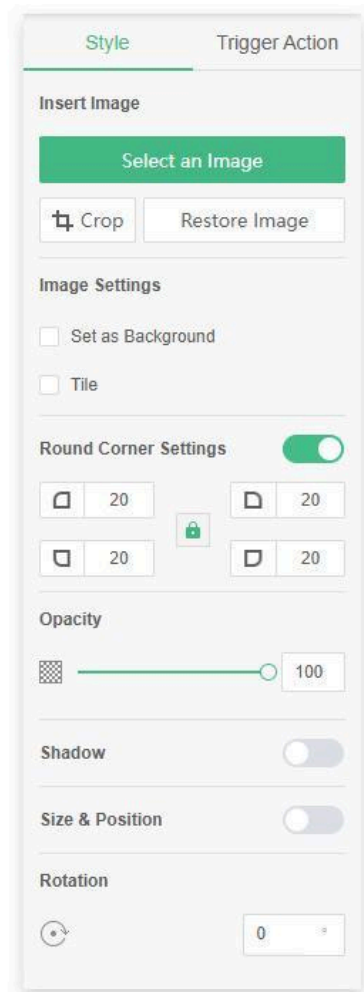 Style Trigger Action
Insert Image
Select an Image
Crop Restore Image
Image Settings
Set as Background
Tile
Round Corner Settings
20 20
20 20
Opacity
100
Shadow
Size & Position
Rotation
0 °